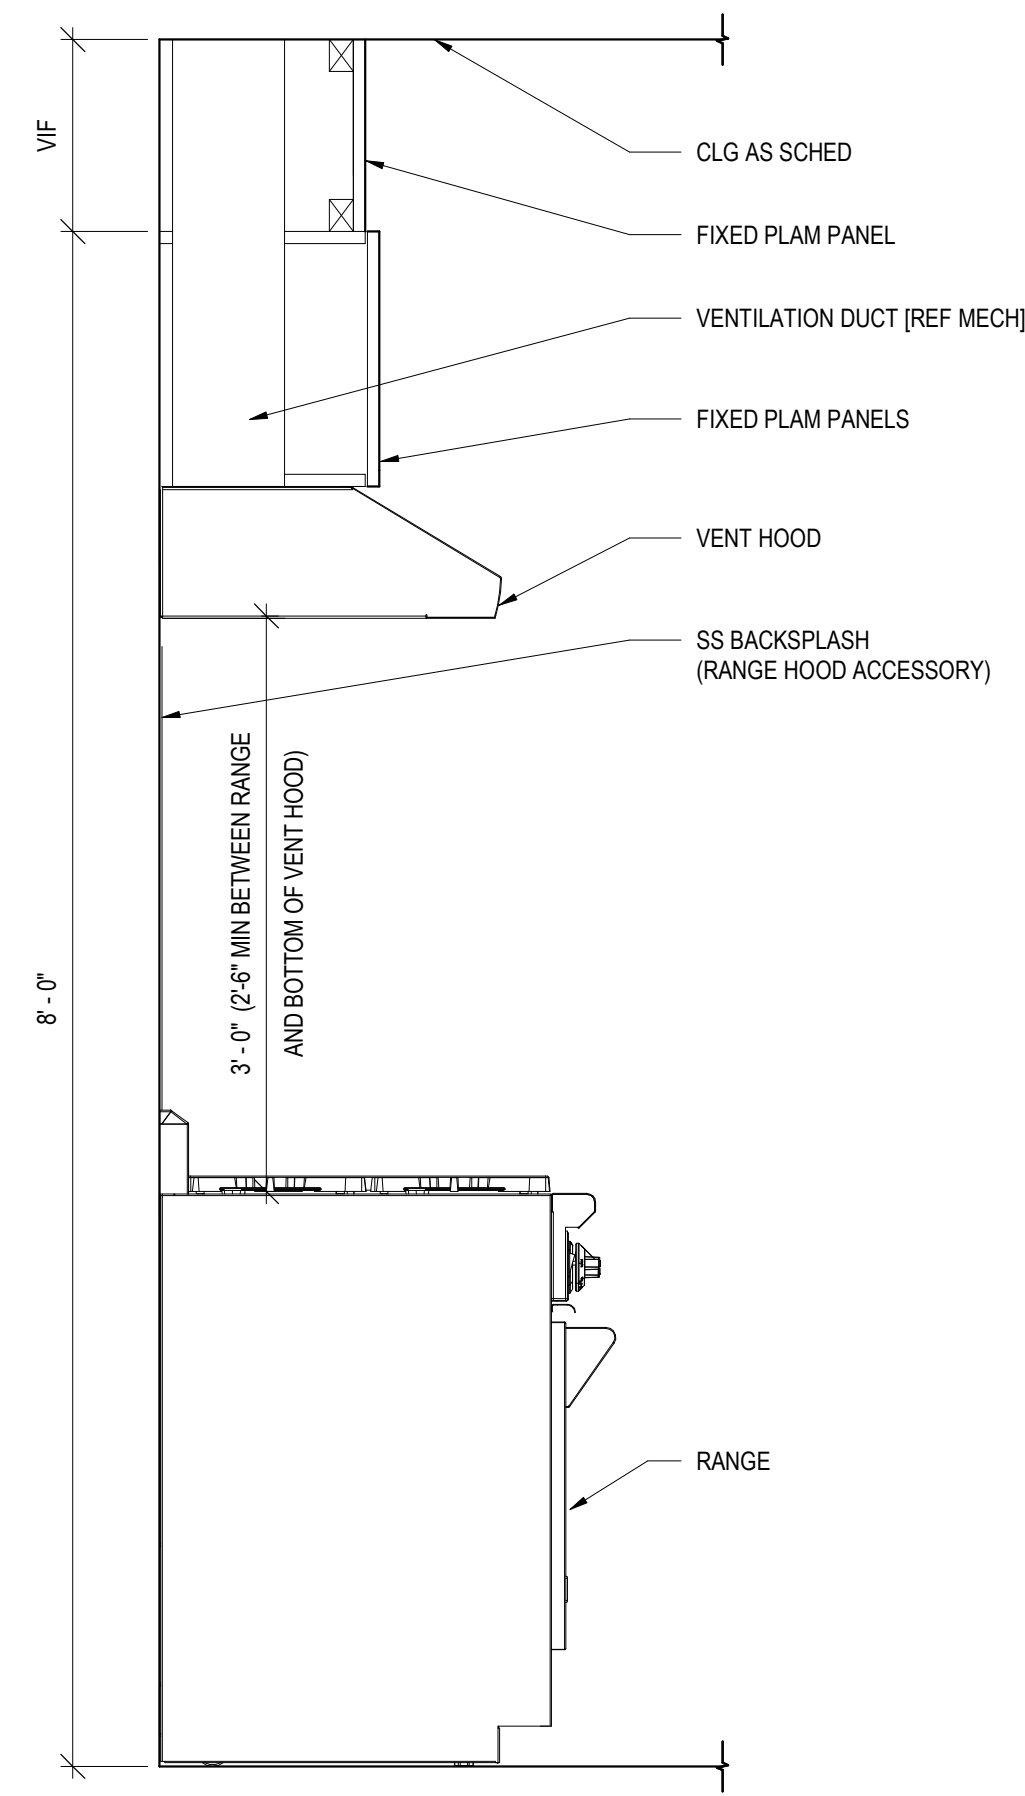 VIF
CLG AS SCHED
FIXED PLAM PANEL
VENTILATION DUCT [REF MECH]
FIXED PLAM PANELS
VENT HOOD
SS BACKSPLASH
(RANGE HOOD ACCESSORY)
3' - 0" (2'-6" MIN BETWEEN RANGE
AND BOTTOM OF VENT HOOD)
8' - 0"
RANGE